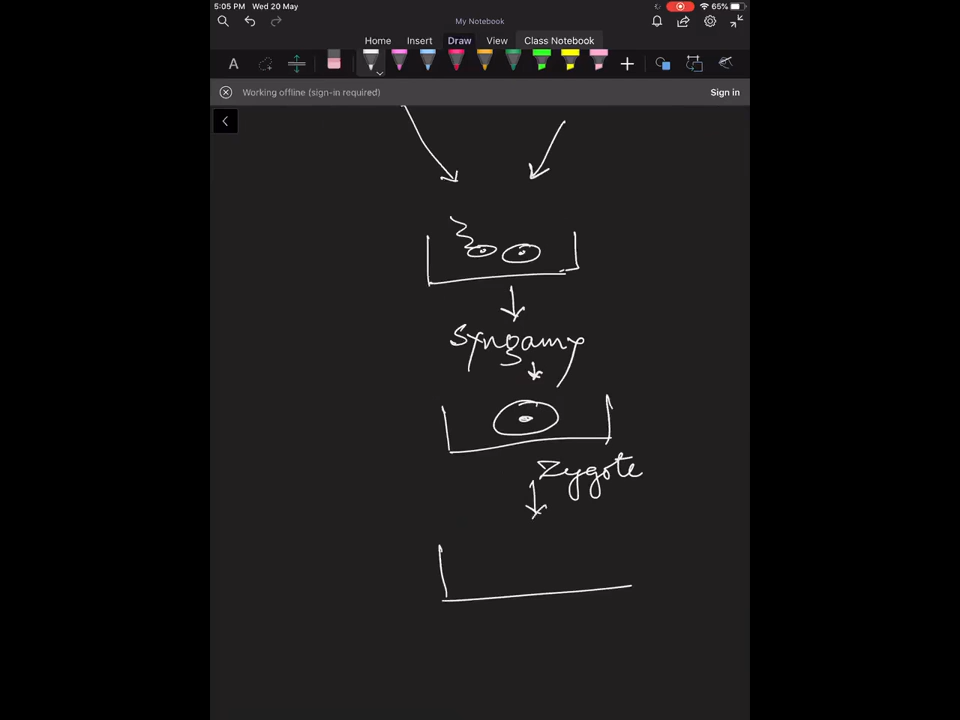 5:05 PM Wed 20 May
66%
My Notebook
Home Insert Draw View Class Notebook
A
Working offline (sign-in required) Sign in
Syngamy
Zygote